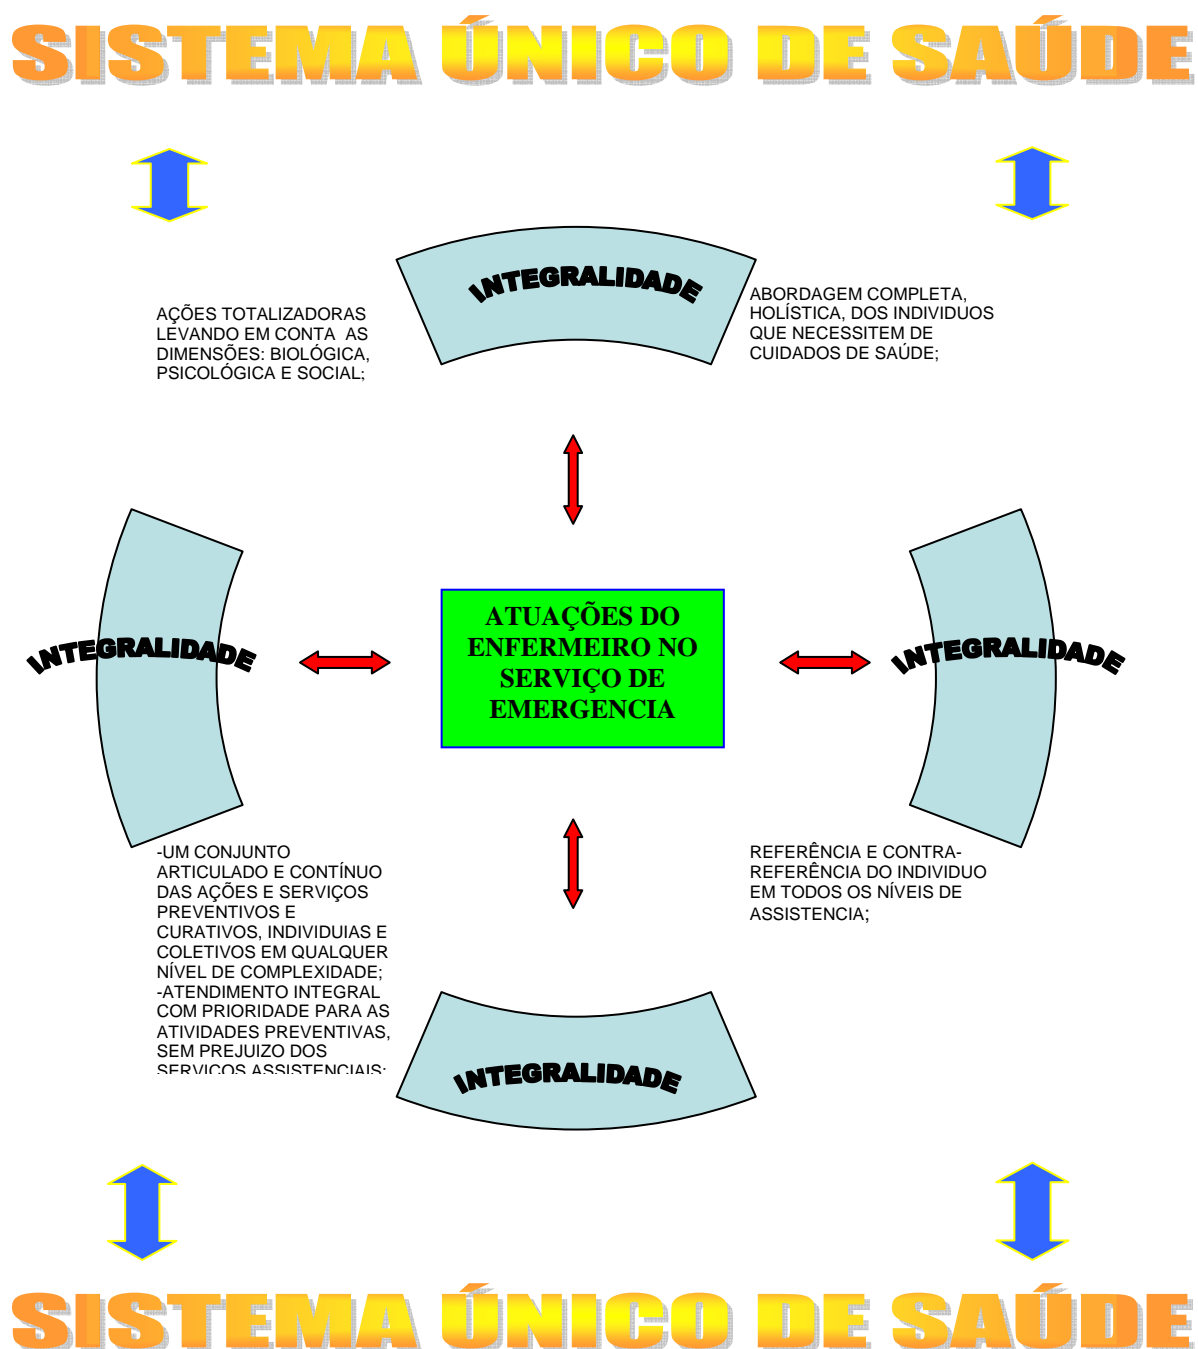 SISTEMA ÚNICO DE SAÚDE
INTEGRALIDADE
AÇÕES TOTALIZADORAS
LEVANDO EM CONTA AS
DIMENSÕES: BIOLÓGICA,
PSICOLÓGICA E SOCIAL;
ABORDAGEM COMPLETA,
HOLÍSTICA, DOS INDIVIDUOS
QUE NECESSITEM DE
CUIDADOS DE SAÚDE;
INTEGRALIDADE
ATUAÇÕES DO
ENFERMEIRO NO
SERVIÇO DE
EMERGENCIA
INTEGRALIDADE
-UM CONJUNTO
ARTICULADO E CONTÍNUO
DAS AÇÕES E SERVIÇOS
PREVENTIVOS E
CURATIVOS, INDIVIDUIAS E
COLETIVOS EM QUALQUER
NÍVEL DE COMPLEXIDADE;
-ATENDIMENTO INTEGRAL
COM PRIORIDADE PARA AS
ATIVIDADES PREVENTIVAS,
SEM PREJUIZO DOS
SERVIÇOS ASSISTENCIAIS;
REFERÊNCIA E CONTRA-
REFERÊNCIA DO INDIVIDUO
EM TODOS OS NÍVEIS DE
ASSISTENCIA;
INTEGRALIDADE
SISTEMA ÚNICO DE SAÚDE